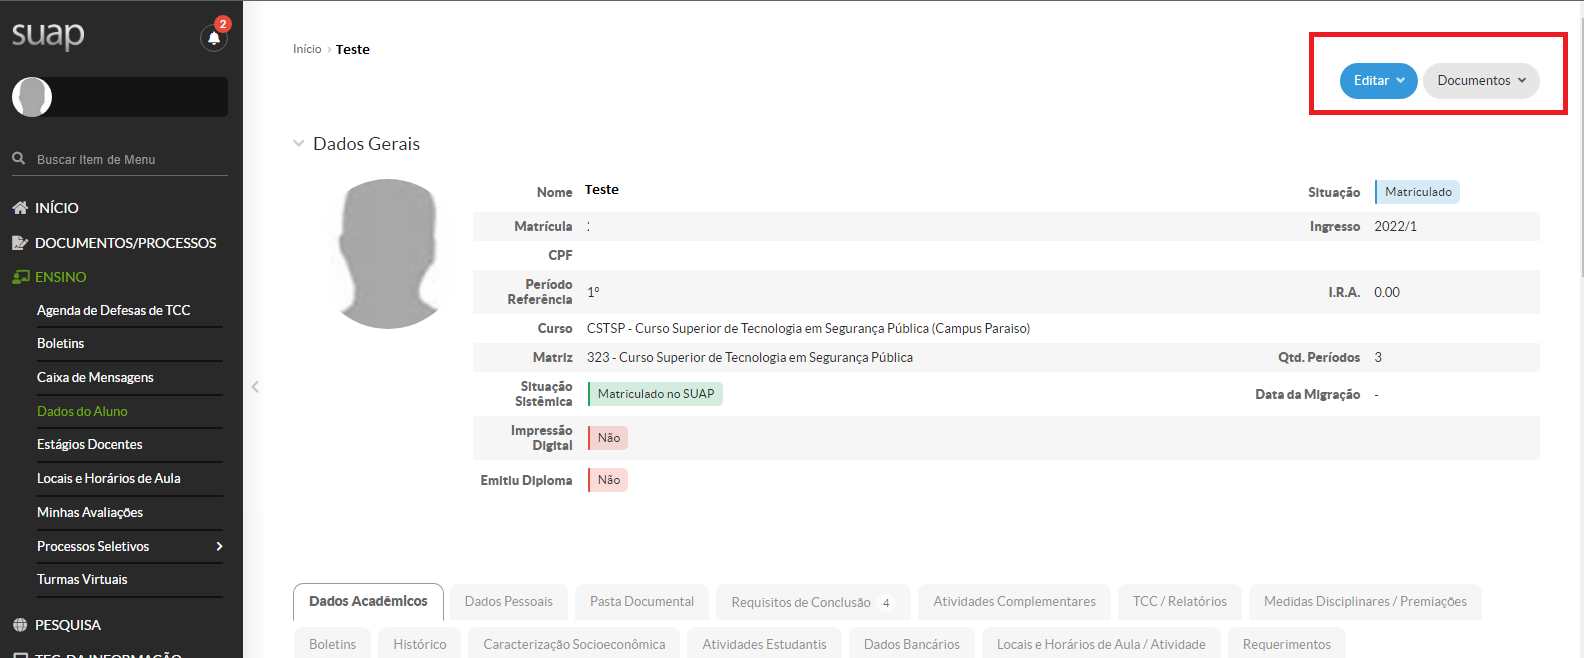 suap
2
Início › Teste
Editar
Documentos
Buscar Item de Menu
INÍCIO
DOCUMENTOS/PROCESSOS
ENSINO
Agenda de Defesas de TCC
Boletins
Caixa de Mensagens
Dados do Aluno
Estágios Docentes
Locais e Horários de Aula
Minhas Avaliações
Processos Seletivos
Turmas Virtuais
PESQUISA
TEC. DA INFORMAÇÃO
Dados Gerais
Nome Teste Situação Matriculado
Matrícula Ingresso 2022/1
CPF
Período
Referência 1º I.R.A. 0.00
Curso CSTSP - Curso Superior de Tecnologia em Segurança Pública (Campus Paraiso)
Matriz 323 - Curso Superior de Tecnologia em Segurança Pública Qtd. Períodos 3
Situação
Sistêmica Matriculado no SUAP Data da Migração -
Impressão
Digital Não
Emitiu Diploma Não
Dados Acadêmicos Dados Pessoais Pasta Documental Requisitos de Conclusão 4 Atividades Complementares TCC / Relatórios Medidas Disciplinares / Premiações
Boletins Histórico Caracterização Socioeconômica Atividades Estudantis Dados Bancários Locais e Horários de Aula / Atividade Requerimentos